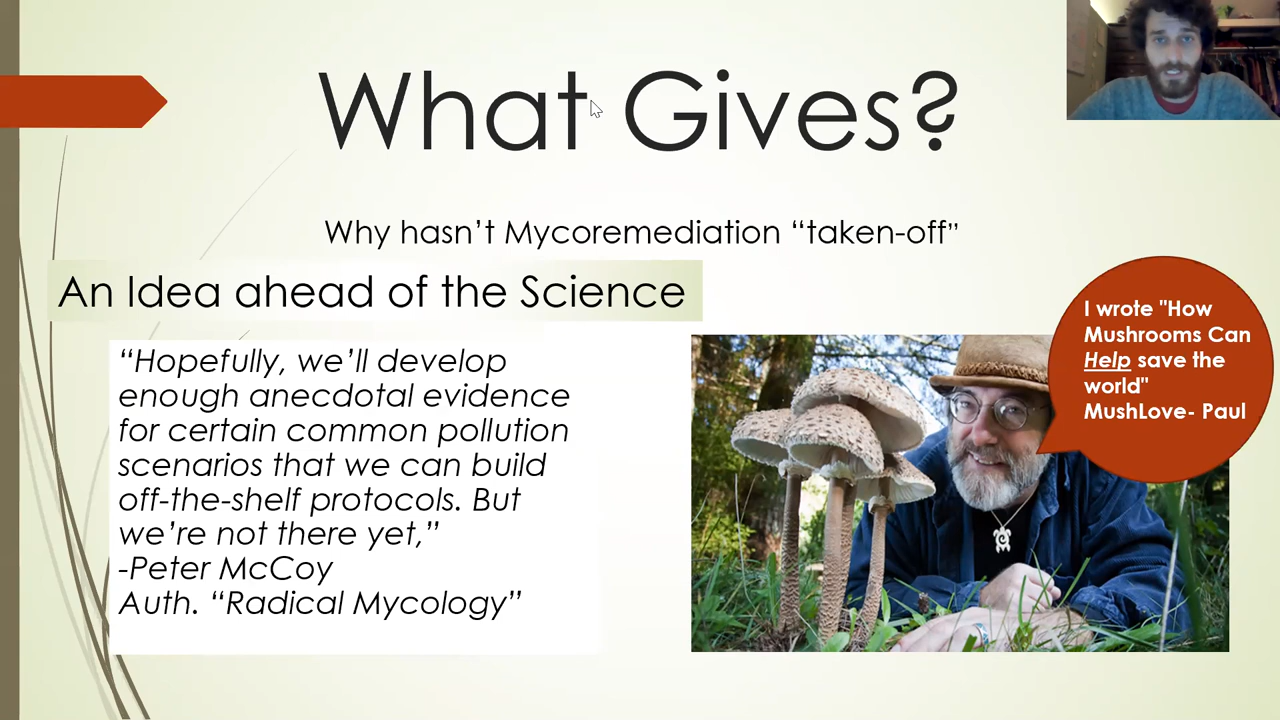 What Gives?
Why hasn’t Mycoremediation “taken-off”
An Idea ahead of the Science
“Hopefully, we’ll develop
enough anecdotal evidence
for certain common pollution
scenarios that we can build
off-the-shelf protocols. But
we’re not there yet,”
-Peter McCoy
Auth. “Radical Mycology”
I wrote "How
Mushrooms Can
Help save the
world"
MushLove- Paul